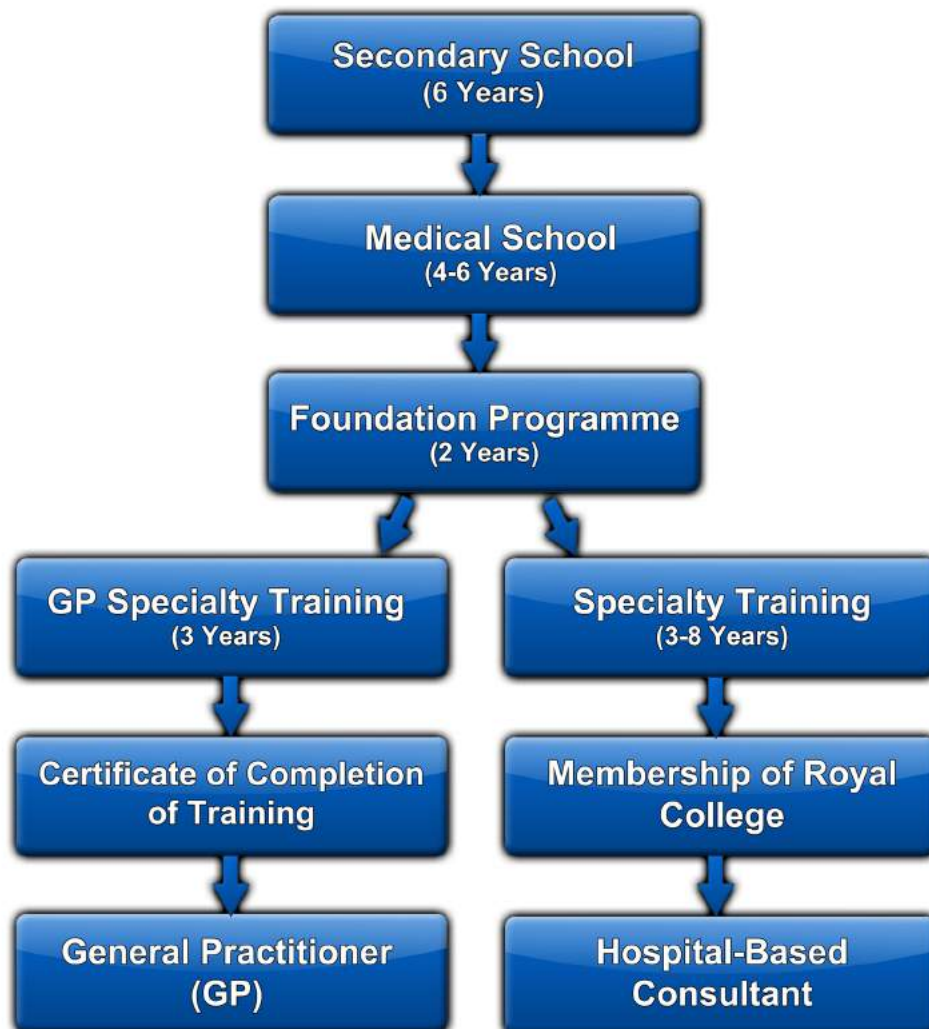 Secondary School
(6 Years)
Medical School
(4-6 Years)
Foundation Programme
(2 Years)
GP Specialty Training
(3 Years)
Specialty Training
(3-8 Years)
Certificate of Completion
of Training
Membership of Royal
College
General Practitioner
(GP)
Hospital-Based
Consultant